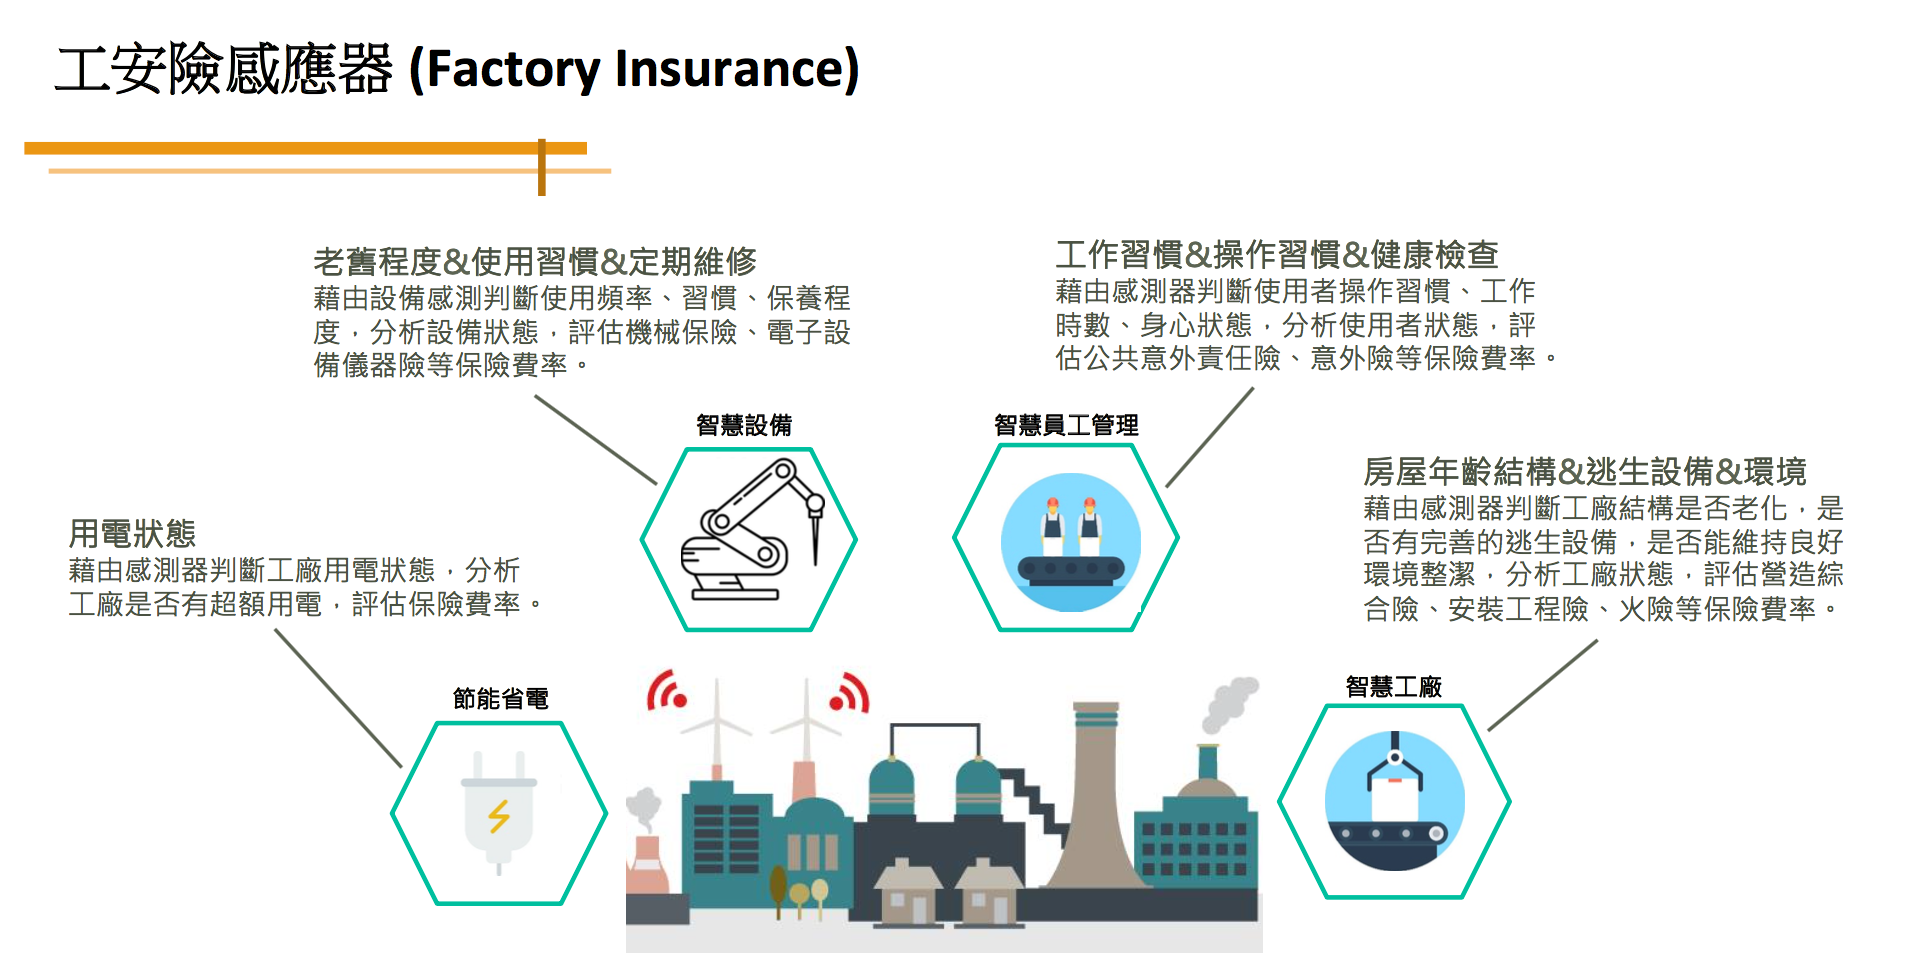 工安險感應器 (Factory Insurance)
老舊程度&使用習慣&定期維修
藉由設備感測判斷使用頻率、習慣、保養程
度，分析設備狀態，評估機械保險、電子設
備儀器險等保險費率。
工作習慣&操作習慣&健康檢查
藉由感測器判斷使用者操作習慣、工作
時數、身心狀態，分析使用者狀態，評
估公共意外責任險、意外險等保險費率。
智慧設備
智慧員工管理
房屋年齡結構&逃生設備&環境
藉由感測器判斷工廠結構是否老化，是
否有完善的逃生設備，是否能維持良好
環境整潔，分析工廠狀態，評估營造綜
合險、安裝工程險、火險等保險費率。
用電狀態
藉由感測器判斷工廠用電狀態，分析
工廠是否有超額用電，評估保險費率。
節能省電
智慧工廠